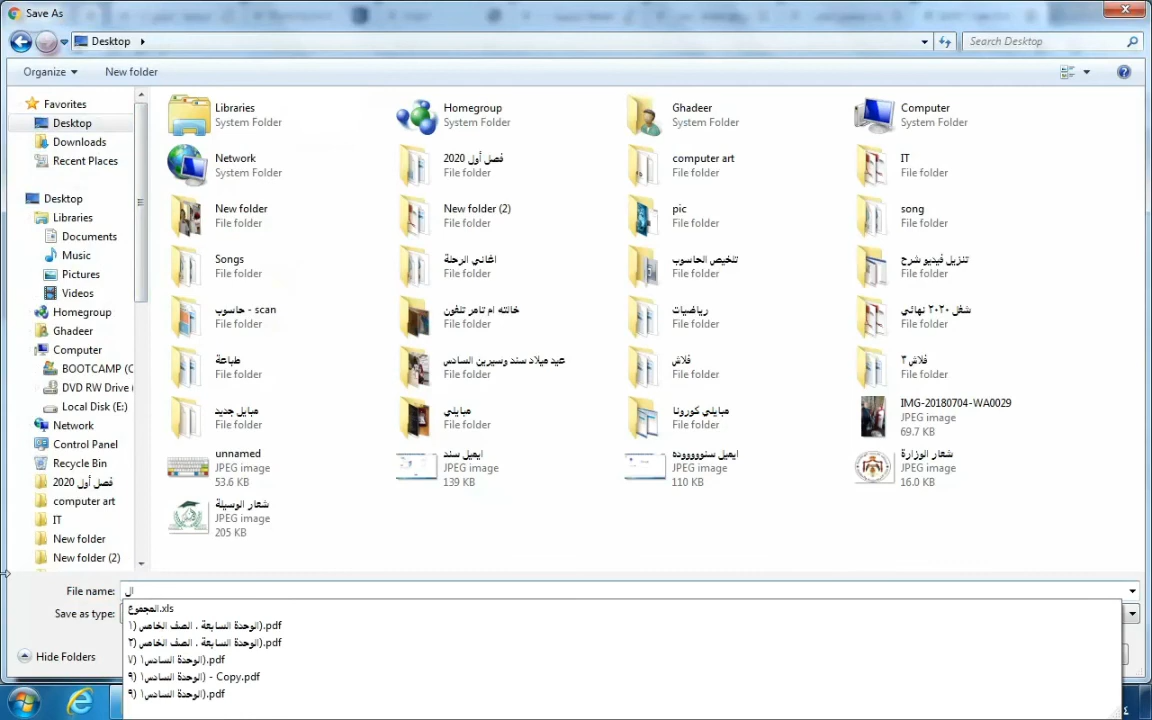 Save As
Desktop
Search Desktop
Organize
New folder
Favorites
Desktop
Downloads
Recent Places
Desktop
Libraries
Documents
Music
Pictures
Videos
Homegroup
Ghadeer
Computer
BOOTCAMP (C
DVD RW Drive
Local Disk (E:)
Network
Control Panel
Recycle Bin
فصل أول 2020
computer art
IT
New folder
New folder (2)
Libraries
System Folder
Homegroup
System Folder
Ghadeer
System Folder
Computer
System Folder
Network
System Folder
فصل أول 2020
File folder
computer art
File folder
IT
File folder
New folder
File folder
New folder (2)
File folder
pic
File folder
song
File folder
Songs
File folder
اغاني الرحلة
File folder
تلخيص الحاسوب
File folder
تنزيل فيديو شرح
File folder
حاسوب - scan
File folder
خالتو ام تامر تلفون
File folder
رياضيات
File folder
شغل ٢٠٢٠ نهائي
File folder
طباعة
File folder
عيد ميلاد سند وسيرين السادس
File folder
فلاش
File folder
فلاش ٣
File folder
مبايل جديد
File folder
مبايلي
File folder
مبايلي كورونا
File folder
IMG-20180704-WA0029
JPEG image
69.7 KB
unnamed
JPEG image
53.6 KB
ايميل سند
JPEG image
139 KB
ايميل سنوووووده
JPEG image
110 KB
شعار الوزارة
JPEG image
16.0 KB
شعار الوسيلة
JPEG image
205 KB
File name:
ال
Save as type:
المجموع.xls
الوحدة السابعة . الصف الخامس (١).pdf
الوحدة السابعة . الصف الخامس (٢).pdf
الوحدة السادس١ (٧).pdf
الوحدة السادس١ (٩) - Copy.pdf
الوحدة السادس١ (٩).pdf
Hide Folders